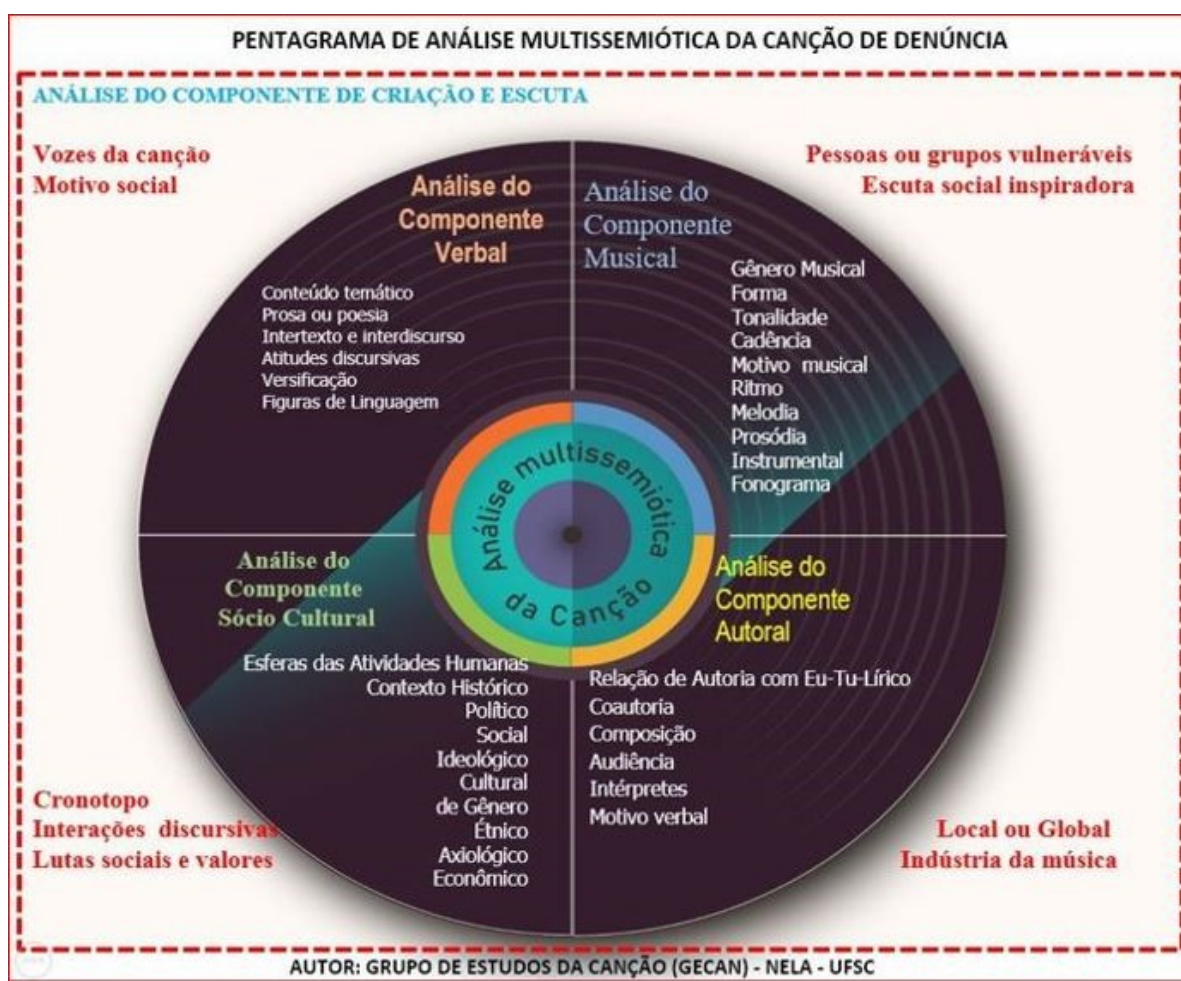 PENTAGRAMA DE ANÁLISE MULTISSEMIÓTICA DA CANÇÃO DE DENÚNCIA
ANÁLISE DO COMPONENTE DE CRIAÇÃO E ESCUTA
Vozes da canção
Motivo social
Pessoas ou grupos vulneráveis
Escuta social inspiradora
Análise do
Componente
Verbal
Conteúdo temático
Prosa ou poesia
Intertexto e interdiscurso
Atitudes discursivas
Versificação
Figuras de Linguagem
Análise do
Componente
Musical
Gênero Musical
Forma
Tonalidade
Cadência
Motivo musical
Ritmo
Melodia
Prosódia
Instrumental
Fonograma
Análise multissemiótica
da Canção
Análise do
Componente
Sócio Cultural
Esferas das Atividades Humanas
Contexto Histórico
Político
Social
Ideológico
Cultural
de Gênero
Étnico
Axiológico
Econômico
Análise do
Componente
Autoral
Relação de Autoria com Eu-Tu-Lírico
Coautoria
Composição
Audiência
Intérpretes
Motivo verbal
Cronotopo
Interações discursivas
Lutas sociais e valores
Local ou Global
Indústria da música
AUTOR: GRUPO DE ESTUDOS DA CANÇÃO (GECAN) - NELA - UFSC